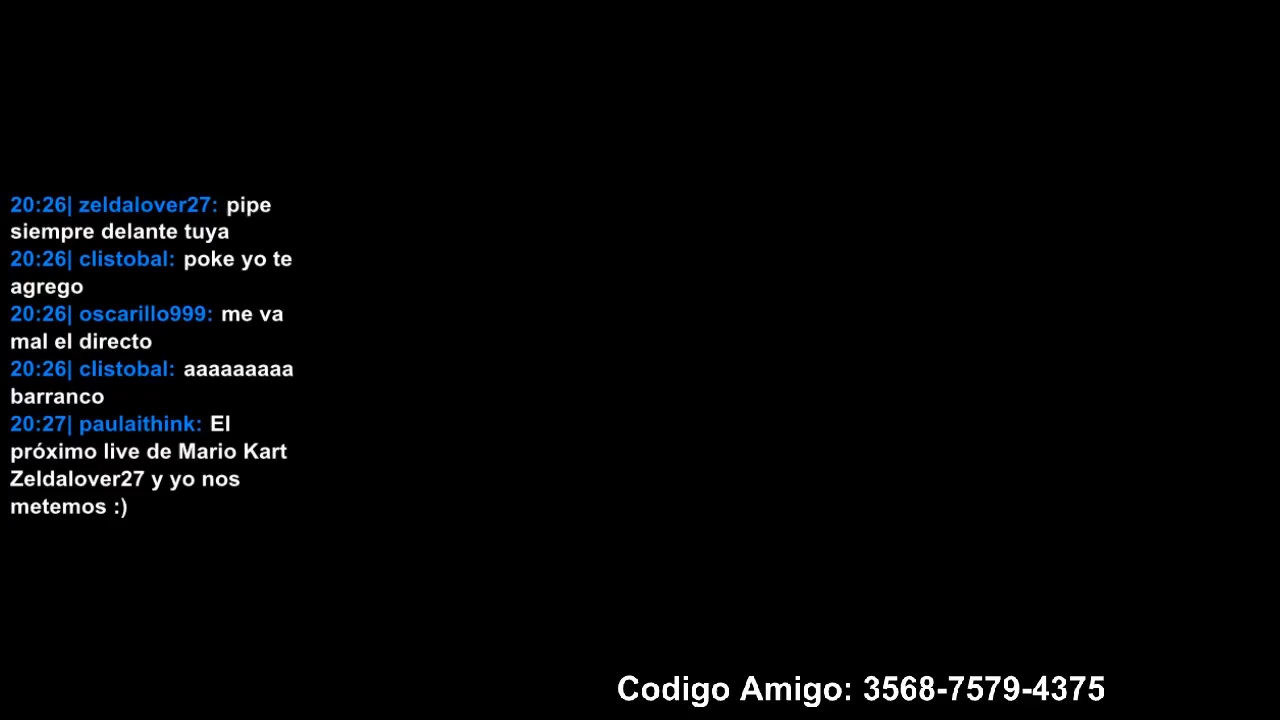 20:26| zeldalover27: pipe
siempre delante tuya
20:26| clistobal: poke yo te
agrego
20:26| oscarillo999: me va
mal el directo
20:26| clistobal: aaaaaaaaa
barranco
20:27| paulaithink: El
próximo live de Mario Kart
Zeldalover27 y yo nos
metemos :)
Codigo Amigo: 3568-7579-4375